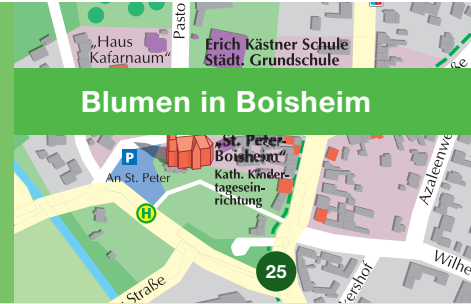 Pasto
„Haus
Kafarnaum“
Erich Kästner Schule
Städt. Grundschule
Blumen in Boisheim
P
„St. Peter-
Boisheim“
An St. Peter
Kath. Kinder-
tagesein-
richtung
Azaleenwe
H
25
Wilhe
ershof
Straße